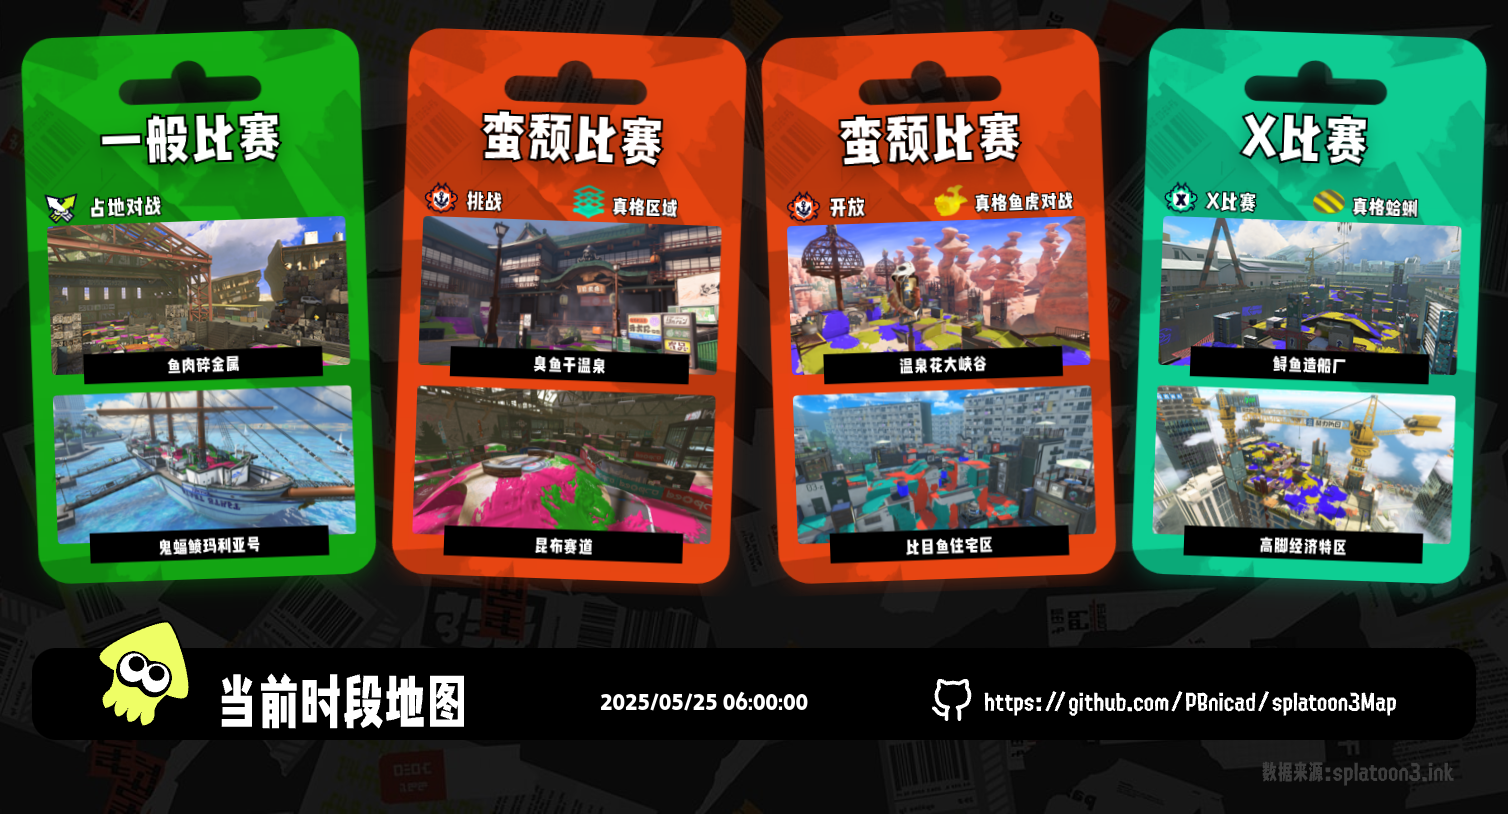 一般比赛
占地对战
鱼肉碎金属
鬼蝠鲼玛利亚号
蛮颓比赛
挑战
真格区域
臭鱼干温泉
昆布赛道
蛮颓比赛
开放
真格鱼虎对战
温泉花大峡谷
比目鱼住宅区
X比赛
X比赛
真格蛤蜊
鲟鱼造船厂
高脚经济特区
当前时段地图
2025/05/25 06:00:00
https://github.com/PBnicad/splatoon3Map
数据来源:splatoon3.ink